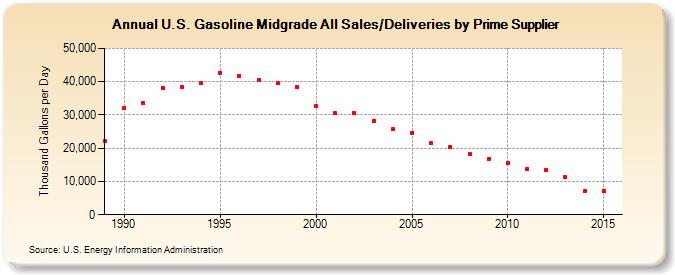 Annual U.S. Gasoline Midgrade All Sales/Deliveries by Prime Supplier
Thousand Gallons per Day
50,000
40,000
30,000
20,000
10,000
0
1990 1995 2000 2005 2010 2015
Source: U.S. Energy Information Administration